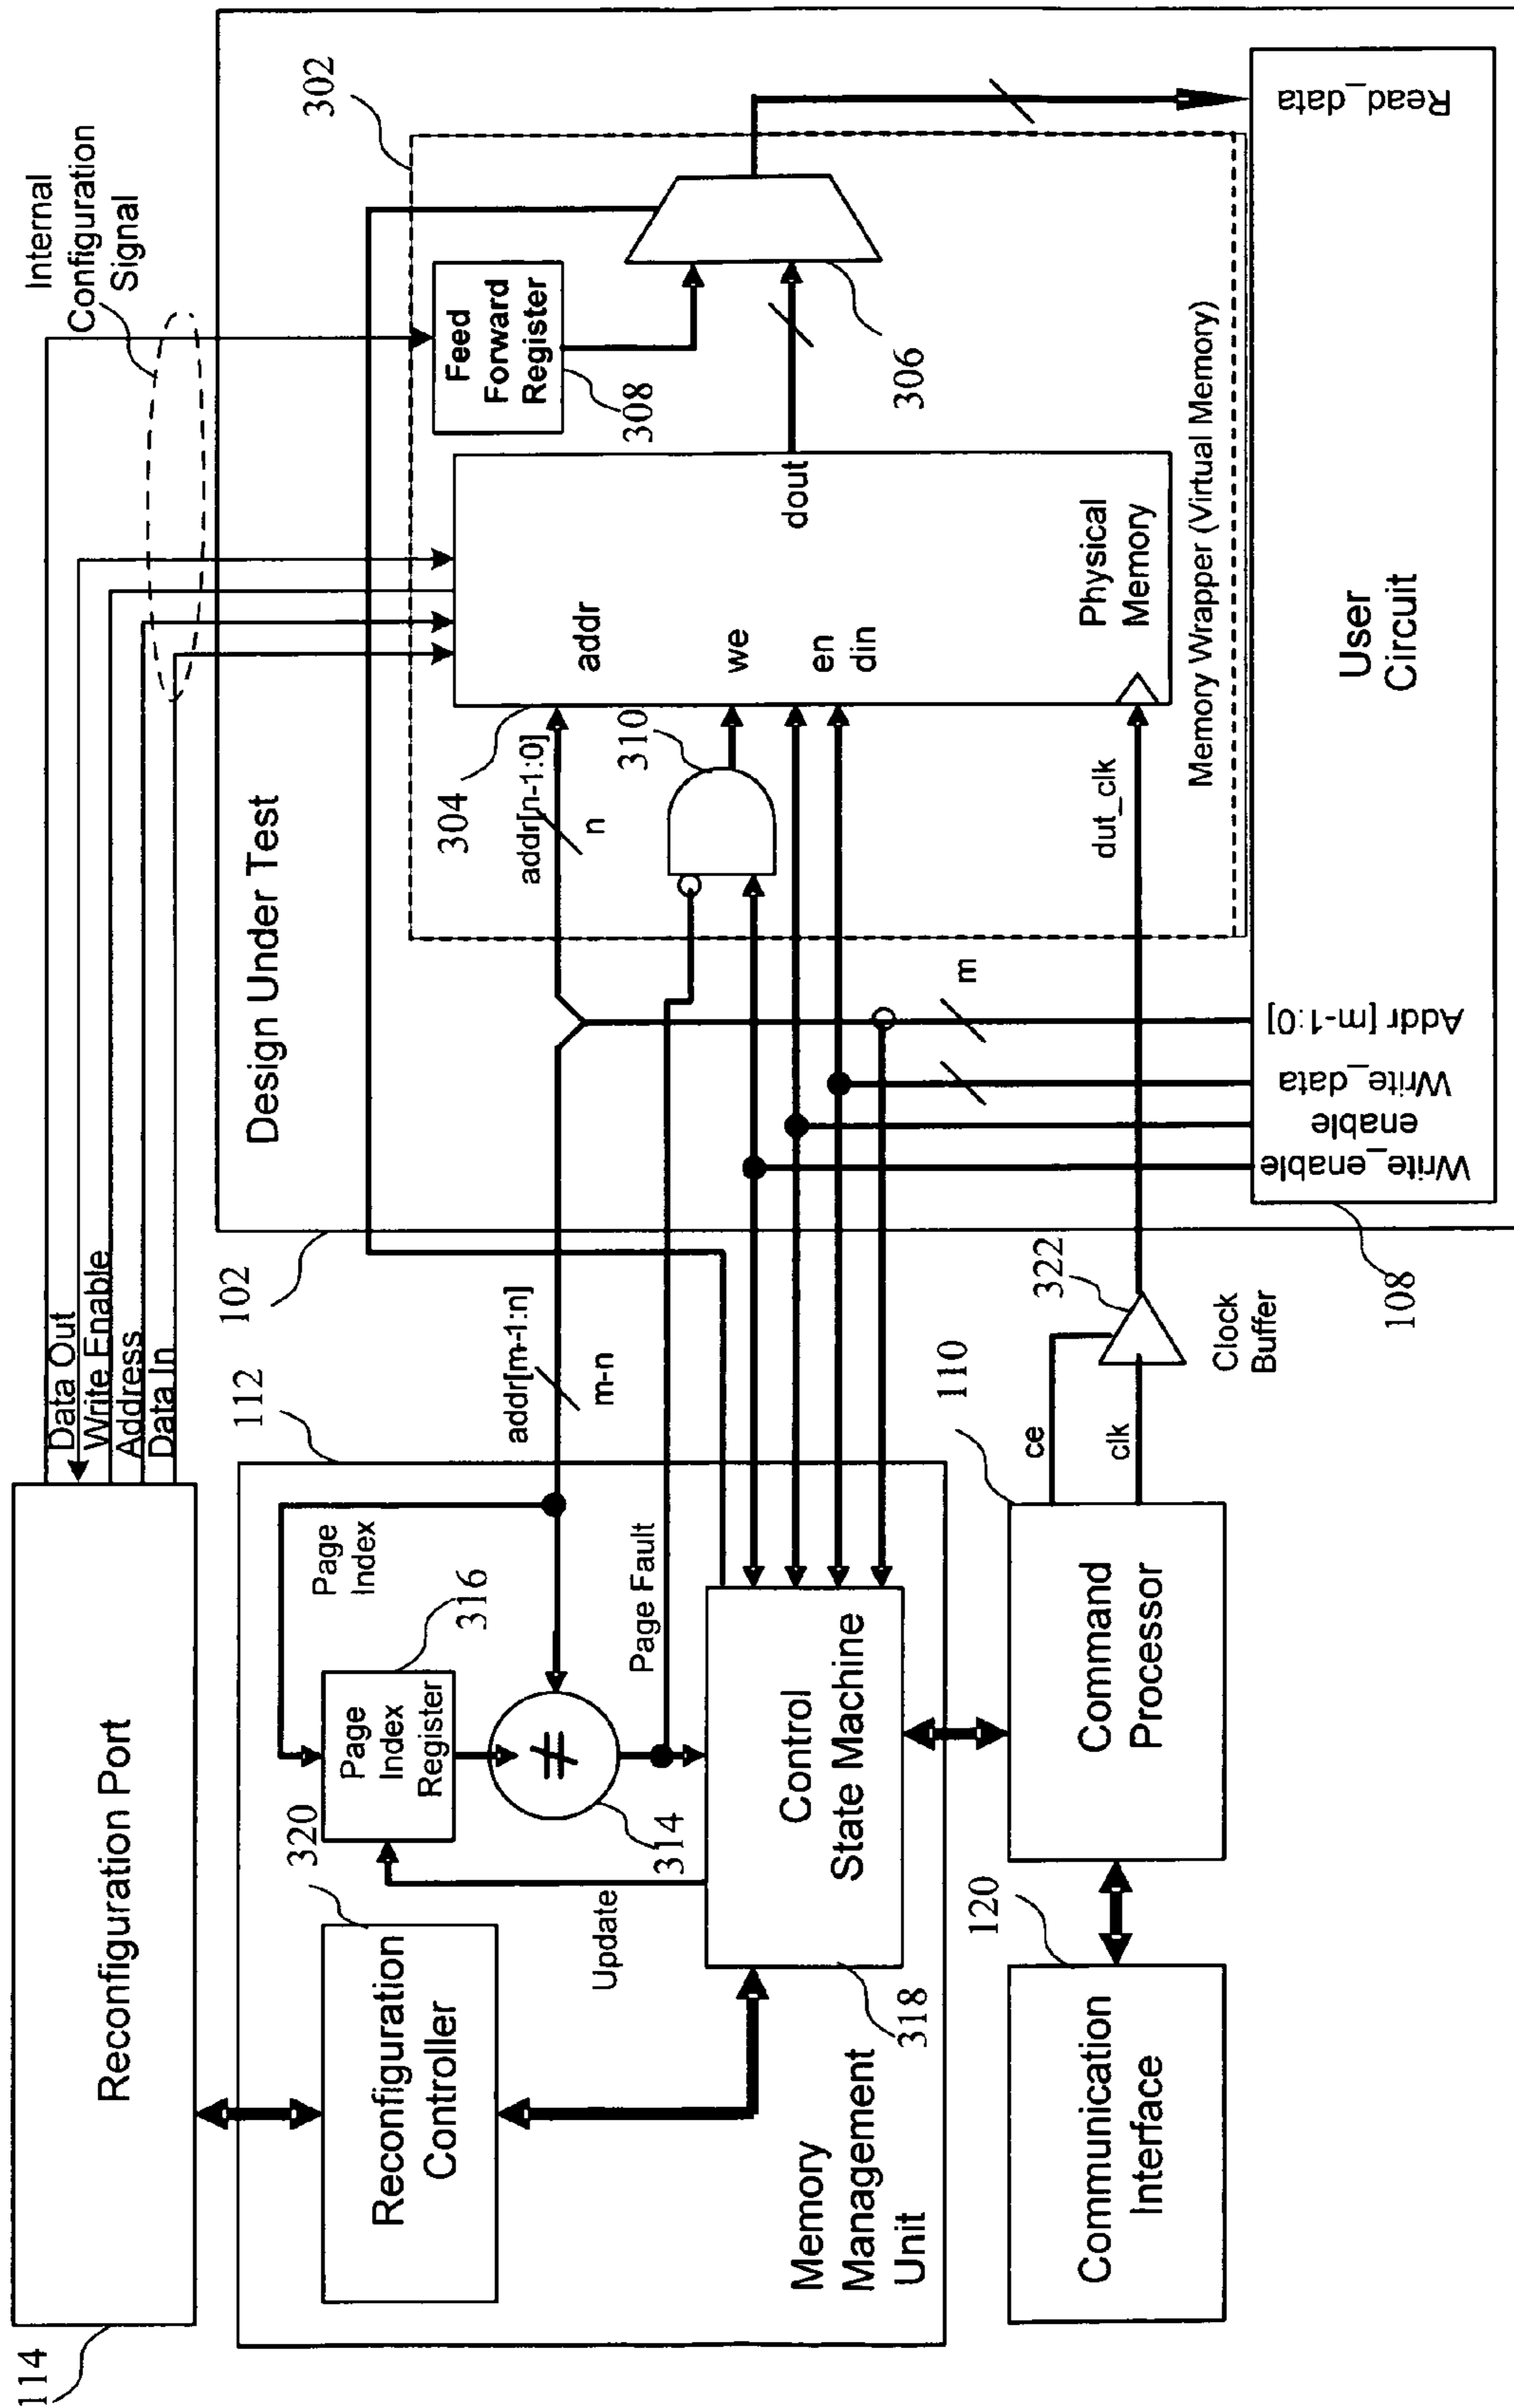 114
Reconfiguration Port
Data Out
Write Enable
Address
Data In
Internal
Configuration
Signal
320
Reconfiguration
Controller
Page
Index
Page
Index
Register
316
314
Update
Page Fault
Control
State Machine
318
Memory
Management
Unit
112
addr[m-1:n]
m-n
102
Design Under Test
302
Feed
Forward
Register
308
306
304
addr[n-1:0]
n
310
addr
we
en
din
dout
Physical
Memory
dut_clk
Memory Wrapper (Virtual Memory)
m
Write_enable
enable
Write_data
Addr [m-1:0]
Read_data
User
Circuit
108
120
Communication
Interface
110
Command
Processor
ce
clk
322
Clock
Buffer